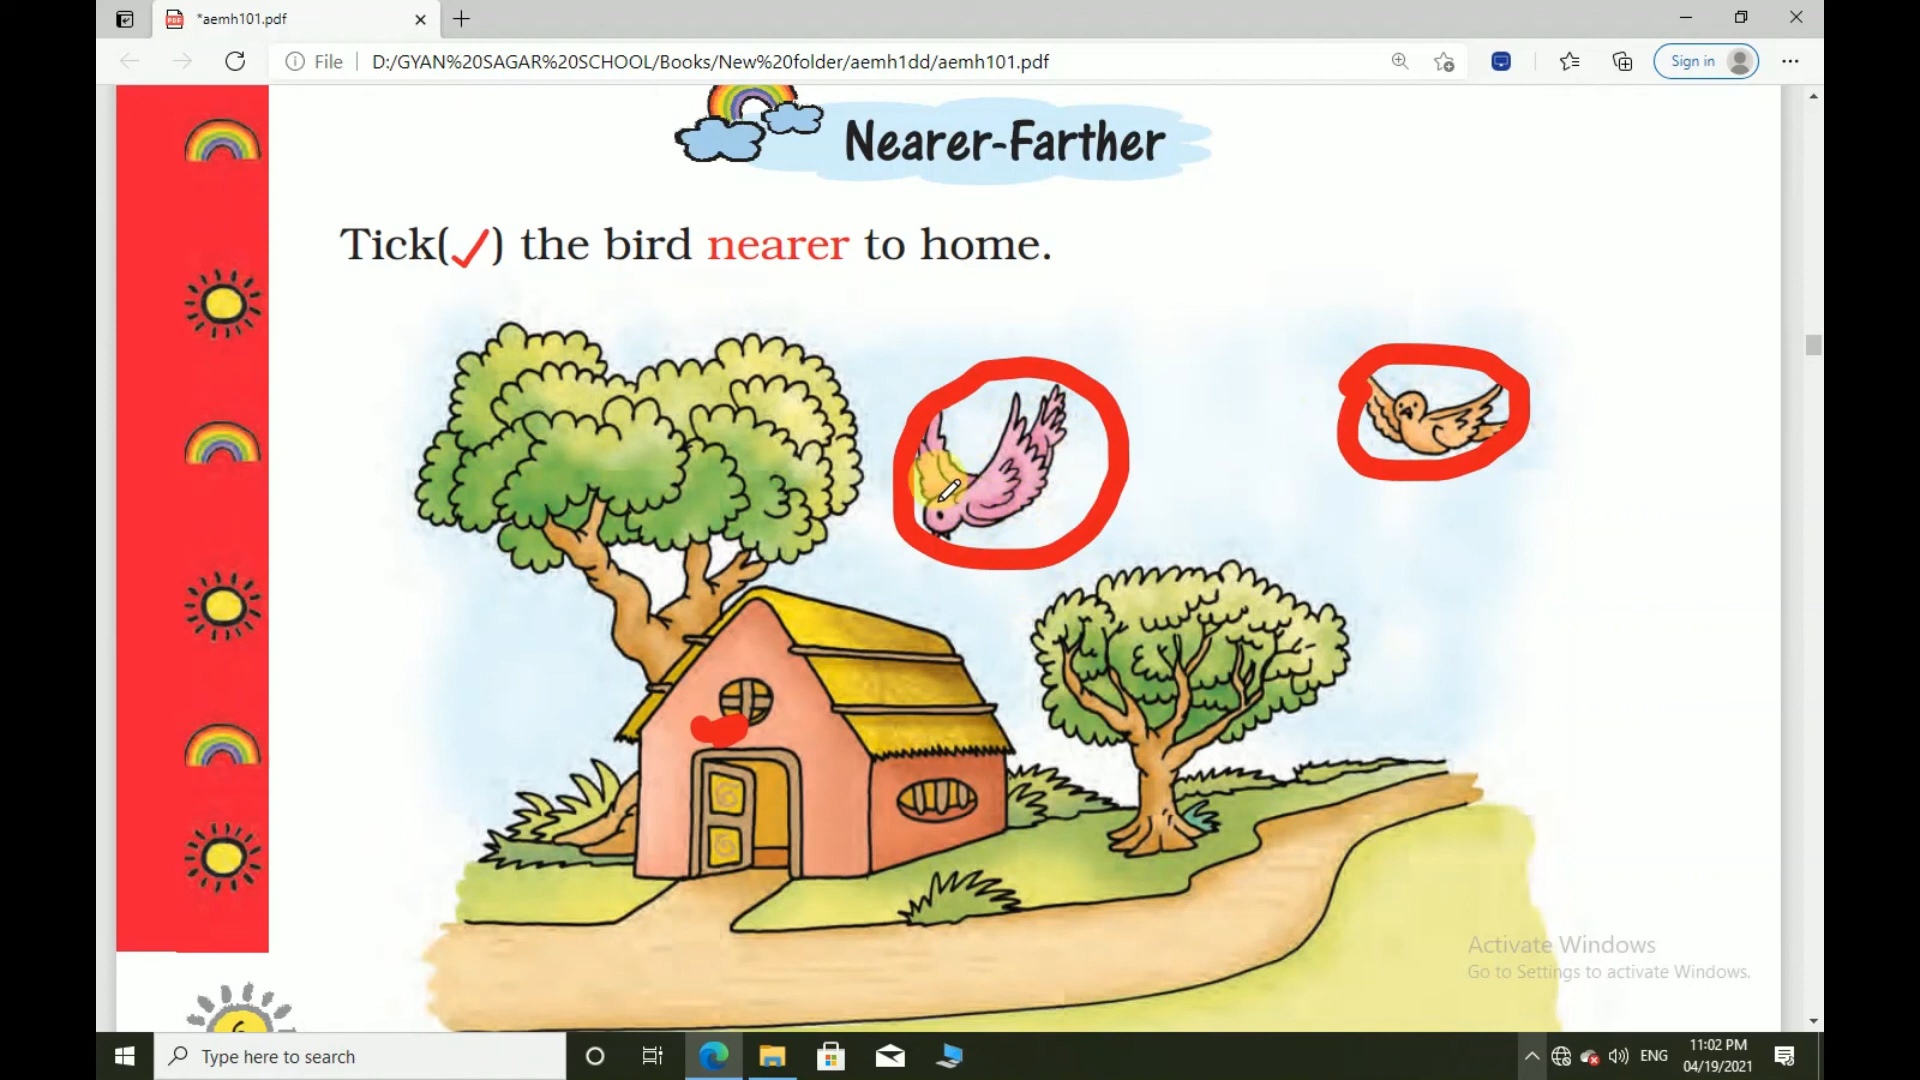 *aemh101.pdf
File D:/GYAN%20SAGAR%20SCHOOL/Books/New%20folder/aemh1dd/aemh101.pdf
Sign in
Nearer-Farther
Tick(✓) the bird nearer to home.
Activate Windows
Go to Settings to activate Windows.
Type here to search
ENG
11:02 PM
04/19/2021